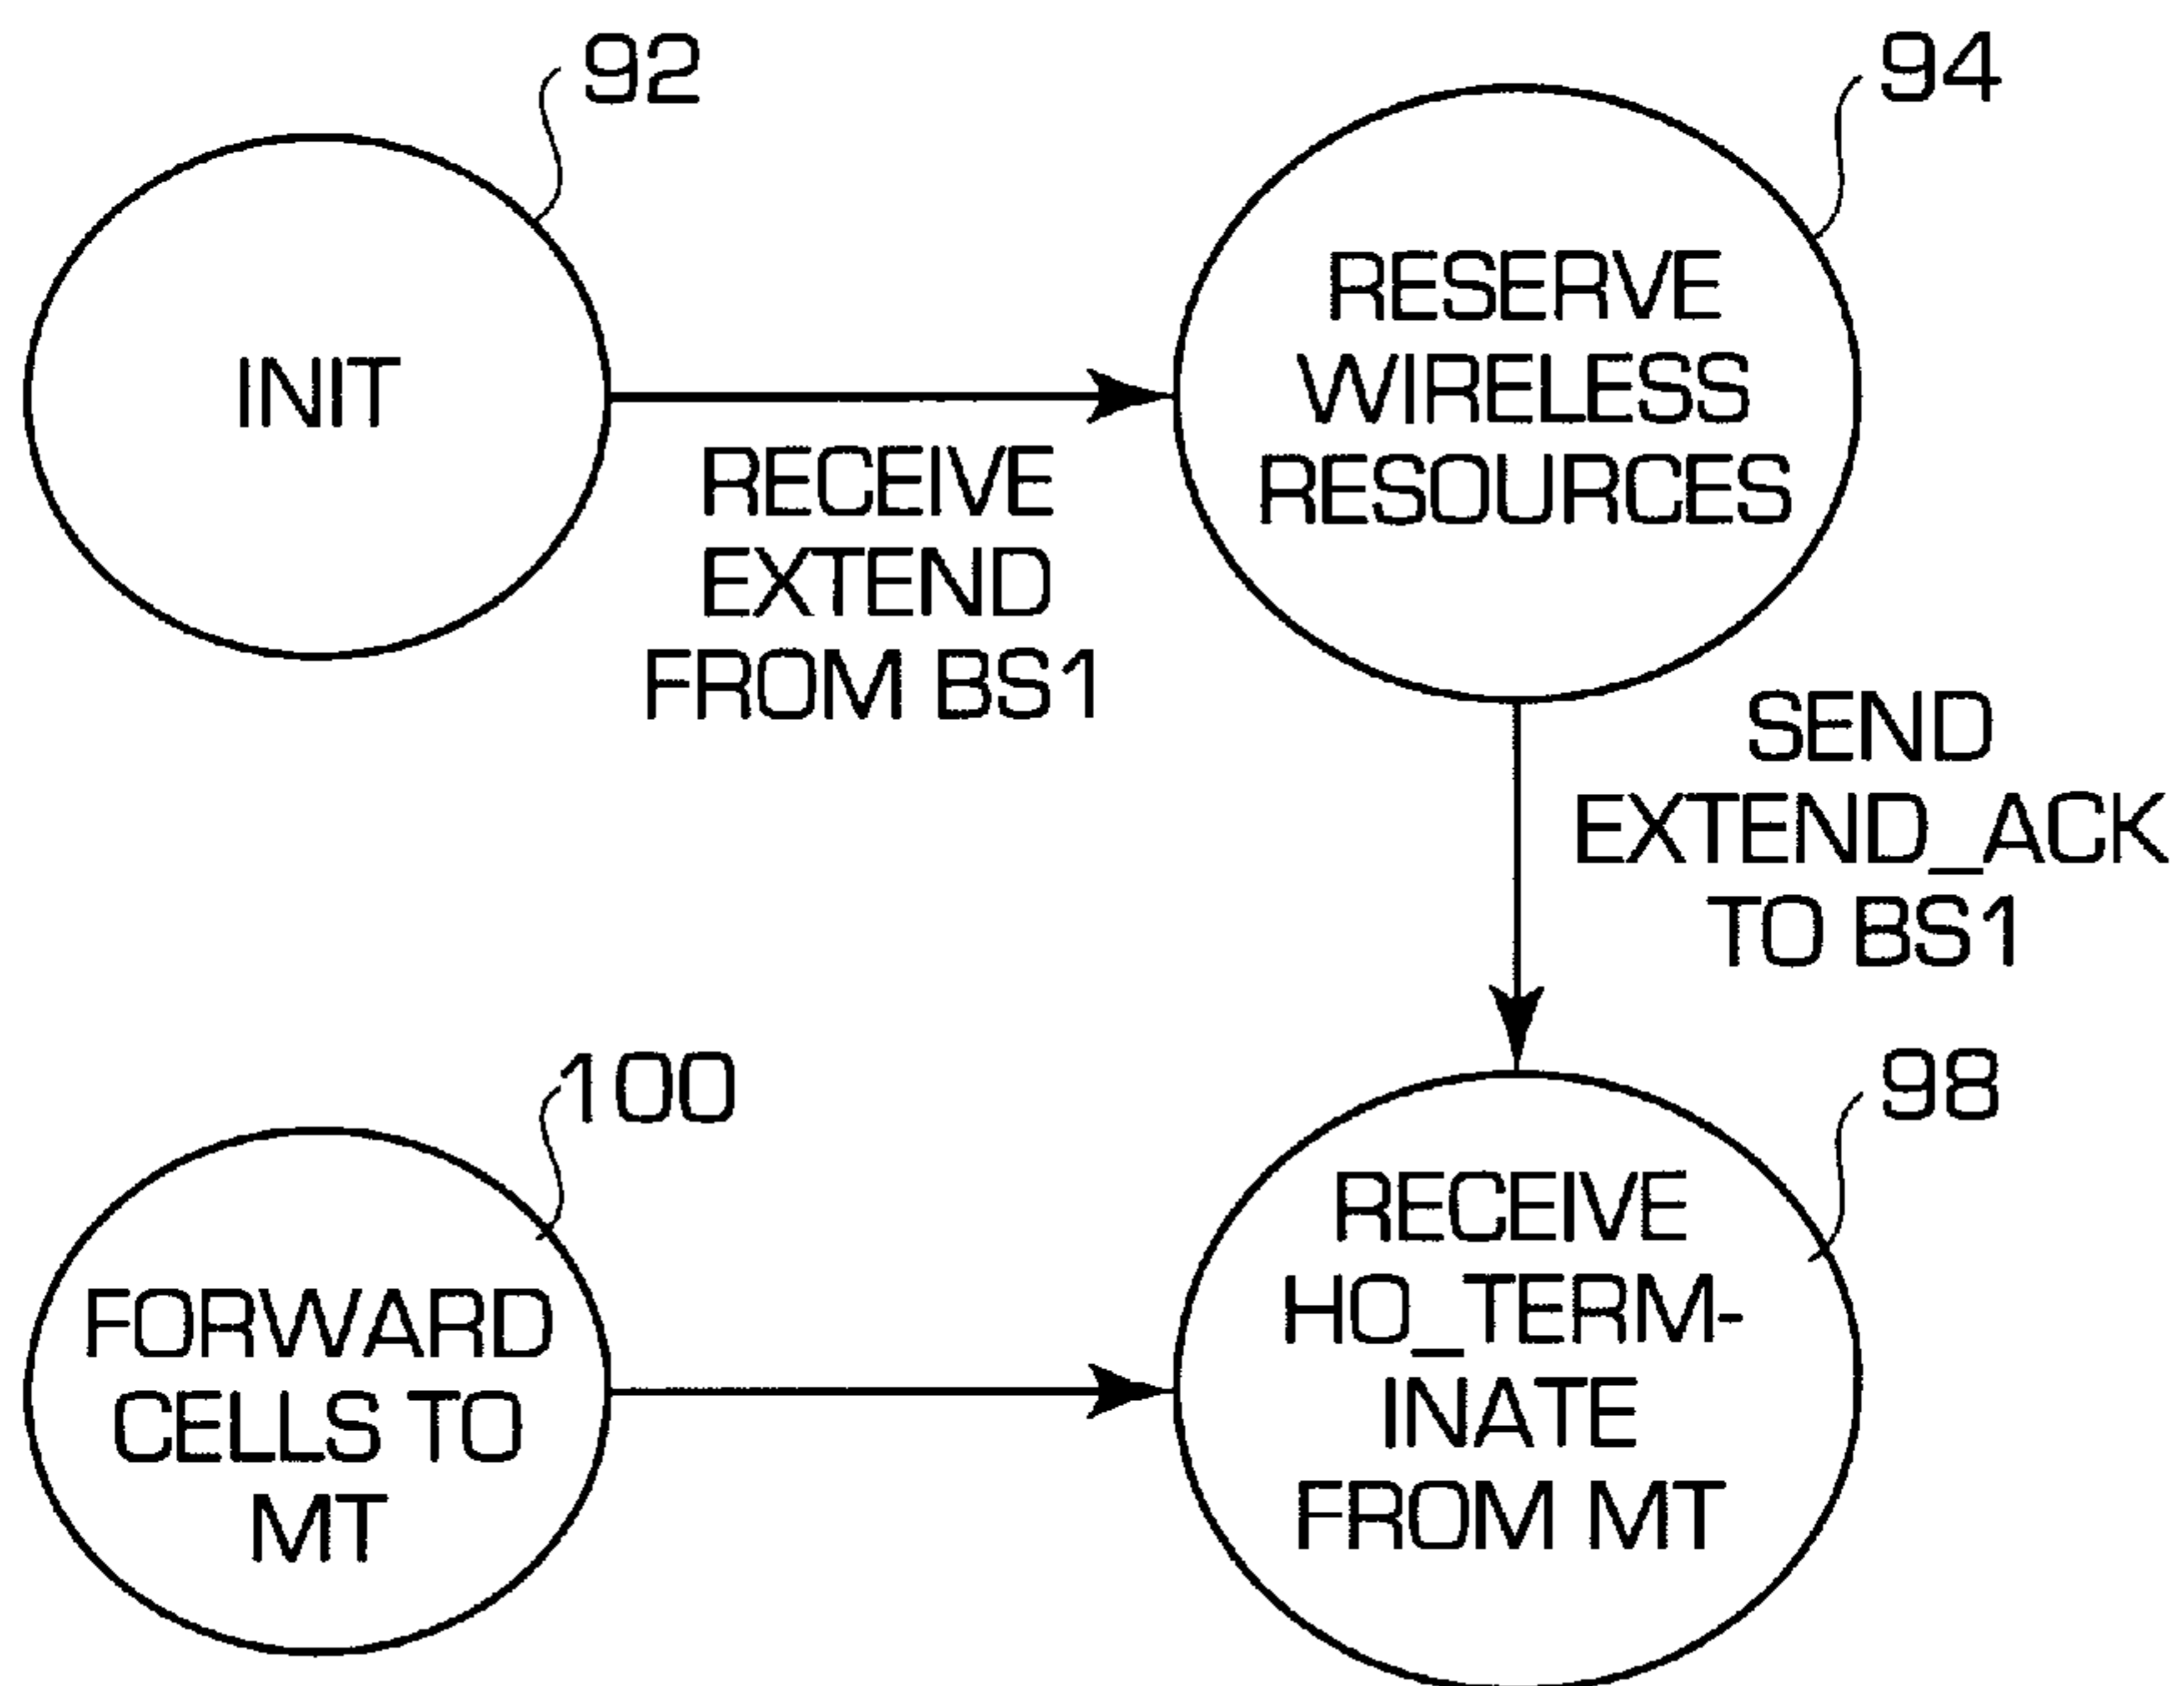 92
94
INIT
RESERVE
WIRELESS
RESOURCES
RECEIVE
EXTEND
FROM BS1
SEND
EXTEND_ACK
TO BS1
100
98
FORWARD
CELLS TO
MT
RECEIVE
HO_TERM-
INATE
FROM MT